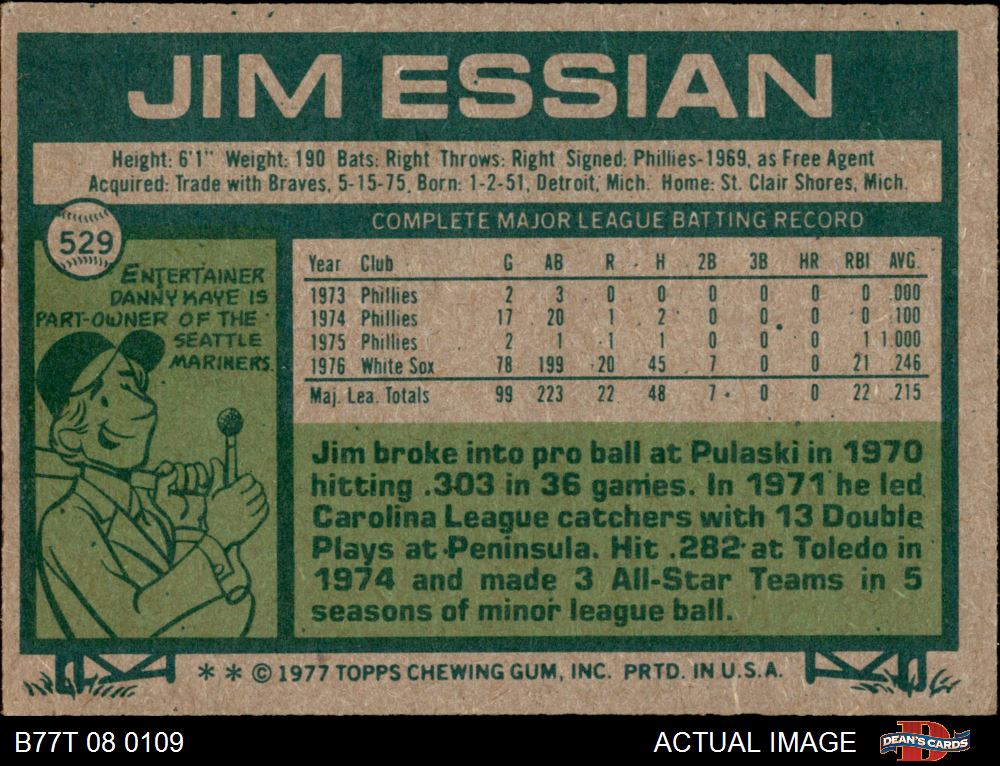 JIM ESSIAN
Height: 6'1" Weight: 190 Bats: Right Throws: Right Signed: Phillies-1969, as Free Agent
Acquired: Trade with Braves, 5-15-75, Born: 1-2-51, Detroit, Mich. Home: St. Clair Shores, Mich.
529
COMPLETE MAJOR LEAGUE BATTING RECORD
ENTERTAINER
DANNY KAYE IS
PART-OWNER OF THE
SEATTLE
MARINERS.
Year Club G AB R H 2B 3B HR RBI AVG.
1973 Phillies 2 3 0 0 0 0 0 0 .000
1974 Phillies 17 20 1 2 0 0 0 0 .100
1975 Phillies 2 1 1 1 0 0 0 1 1.000
1976 White Sox 78 199 20 45 7 0 0 21 .246
Maj. Lea. Totals 99 223 22 48 7 0 0 22 .215
Jim broke into pro ball at Pulaski in 1970
hitting .303 in 36 games. In 1971 he led
Carolina League catchers with 13 Double
Plays at Peninsula. Hit .282 at Toledo in
1974 and made 3 All-Star Teams in 5
seasons of minor league ball.
** © 1977 TOPPS CHEWING GUM, INC. PRTD. IN U.S.A.
B77T 08 0109
ACTUAL IMAGE
D
DEAN'S CARDS